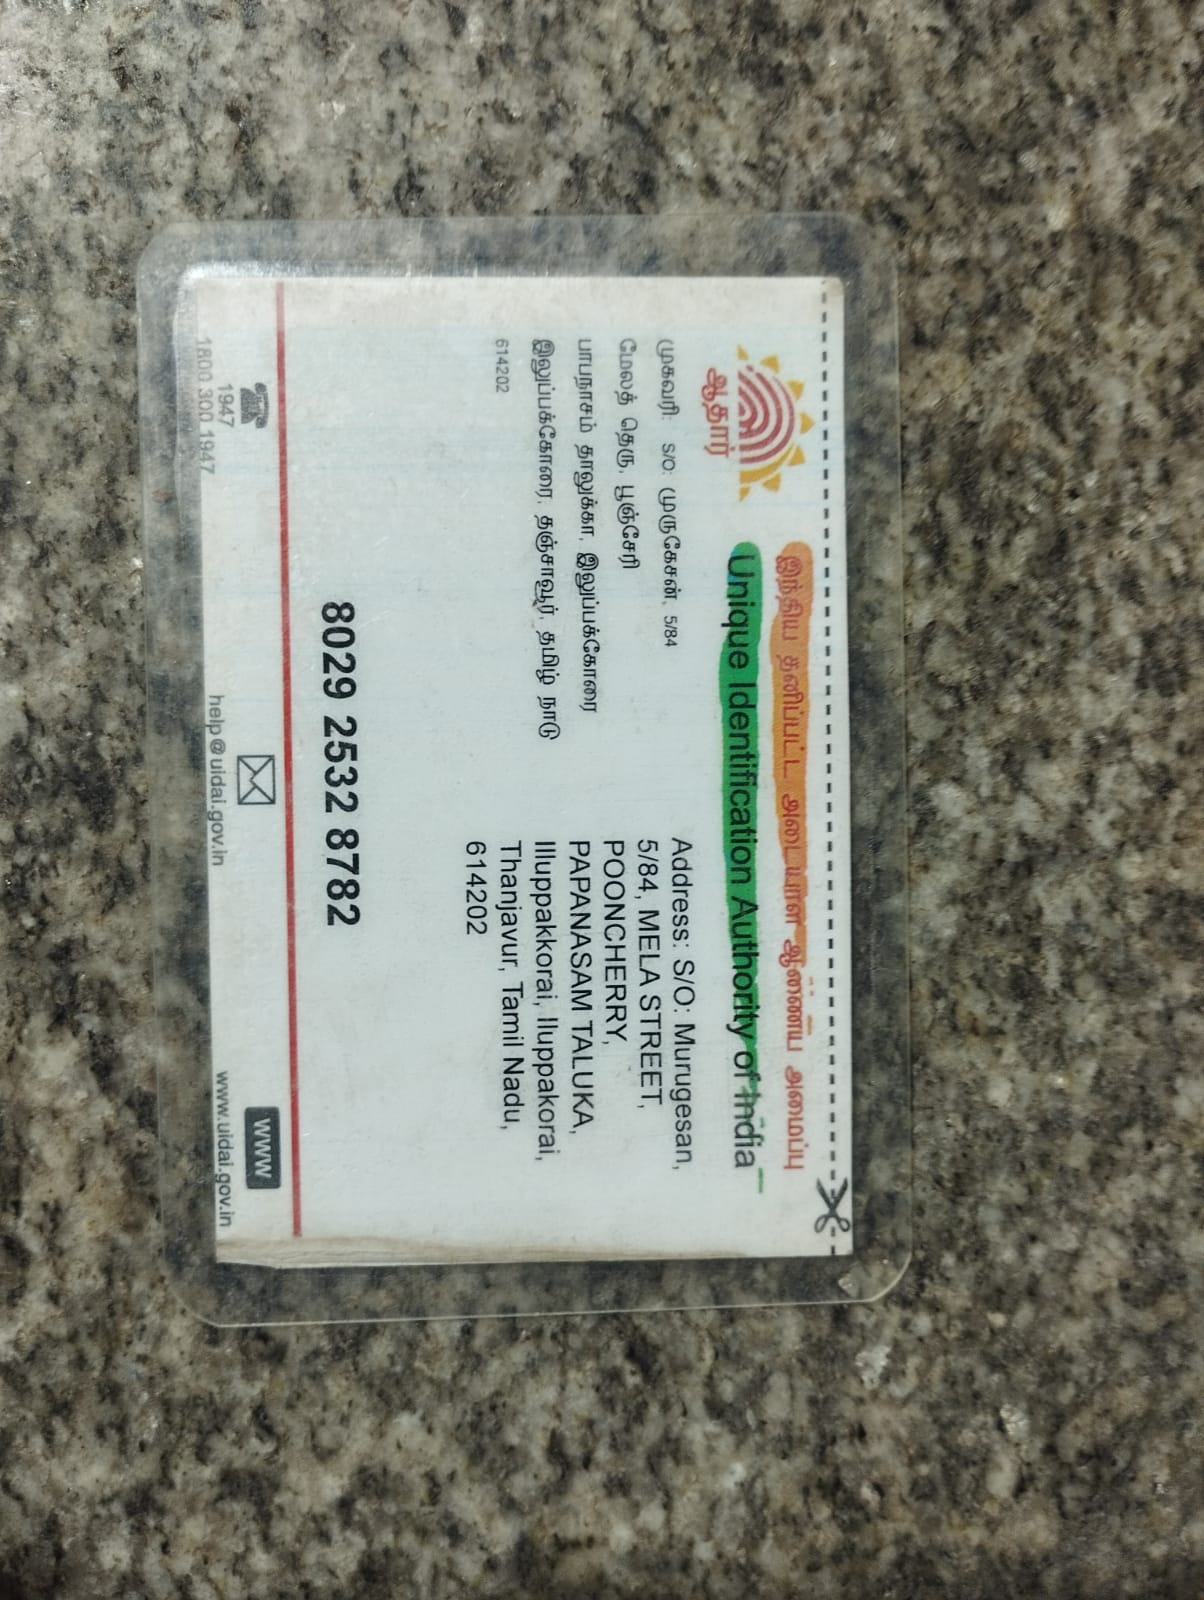 இந்திய தனிப்பட்ட அடையாள ஆணைய அமைப்பு
Unique Identification Authority of India
ஆதார்
முகவரி: S/O: முருகேசன், 5/84
மேலத் தெரு, பூஞ்சேரி
பாபநாசம் தாலுக்கா, இலுப்பக்கோரை
இலுப்பக்கோரை, தஞ்சாவூர், தமிழ் நாடு
614202
Address: S/O: Murugesan,
5/84, MELA STREET,
POONCHERRY,
PAPANASAM TALUKA,
Illuppakkorai, Iluppakorai,
Thanjavur, Tamil Nadu,
614202
8029 2532 8782
1947
1800 300 1947
help@uidai.gov.in
WWW
www.uidai.gov.in